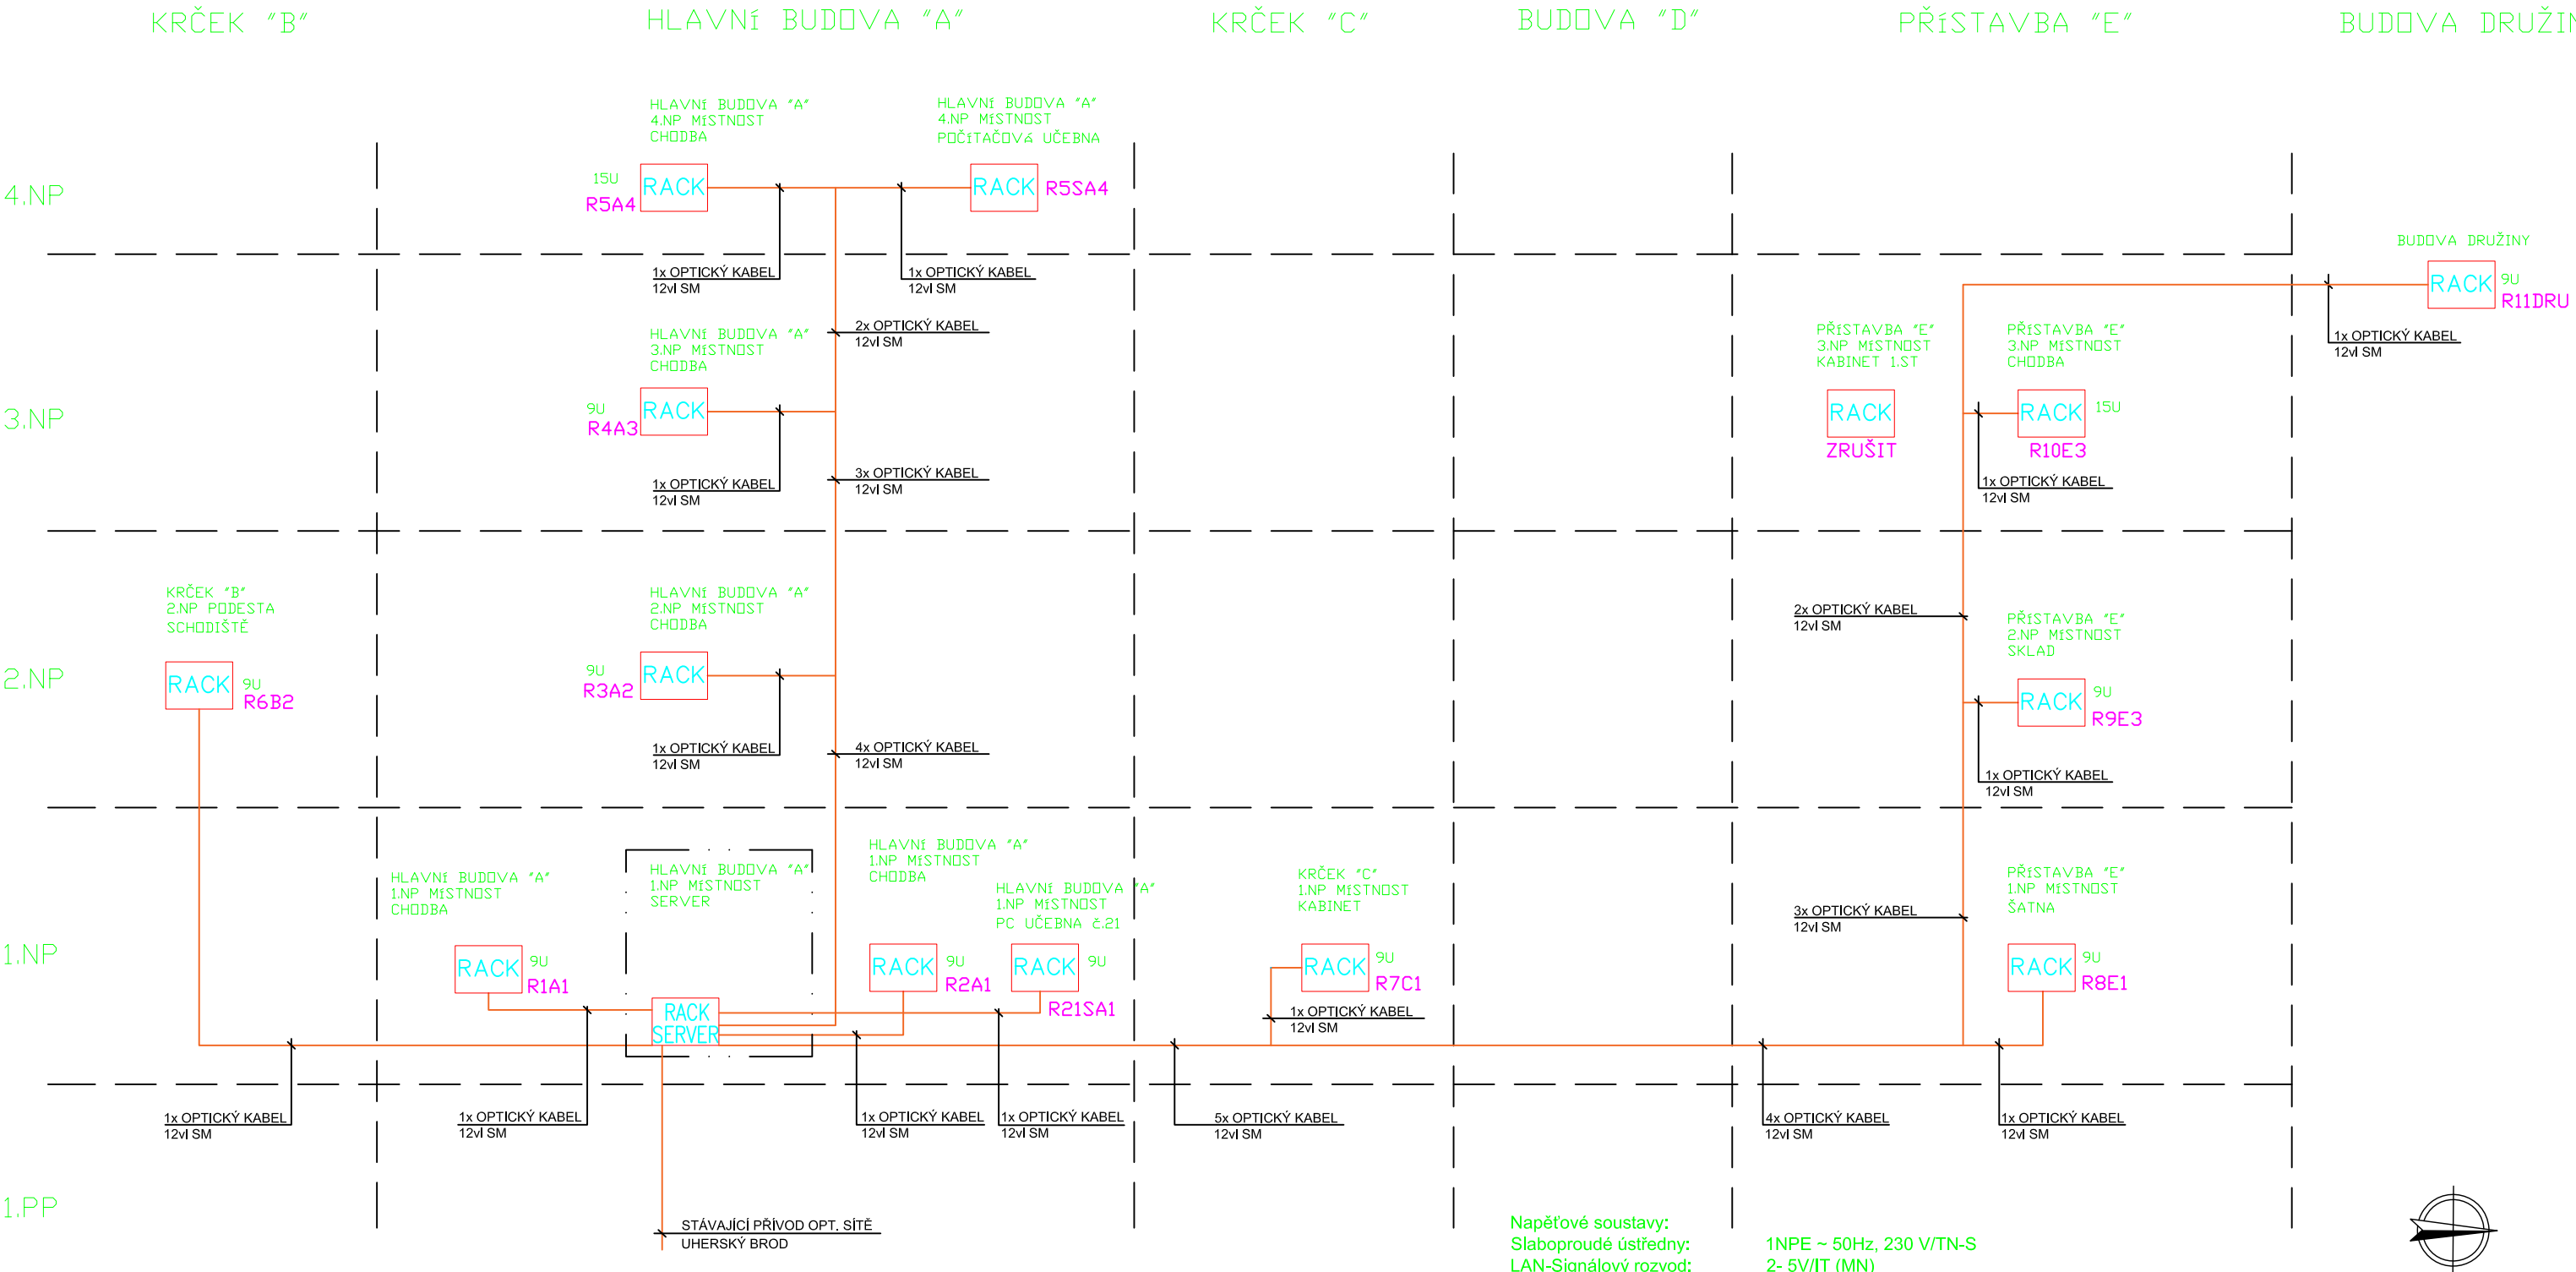 KRČEK "B"
HLAVNí BUDOVA "A"
KRČEK "C"
BUDOVA "D"
PŘíSTAVBA "E"
4.NP
HLAVNí BUDOVA "A"
4.NP MíSTNOST
CHODBA
15U
RACK
R5A4
HLAVNí BUDOVA "A"
4.NP MíSTNOST
POČíTAČOVá UČEBNA
RACK
R5SA4
1x OPTICKÝ KABEL
12vl SM
1x OPTICKÝ KABEL
12vl SM
2x OPTICKÝ KABEL
12vl SM
BUDOVA DRUŽINY
RACK
9U
R11DRU
1x OPTICKÝ KABEL
12vl SM
3.NP
HLAVNí BUDOVA "A"
3.NP MíSTNOST
CHODBA
9U
RACK
R4A3
1x OPTICKÝ KABEL
12vl SM
3x OPTICKÝ KABEL
12vl SM
PŘíSTAVBA "E"
3.NP MíSTNOST
KABINET 1.ST
RACK
ZRUŠIT
PŘíSTAVBA "E"
3.NP MíSTNOST
CHODBA
RACK
15U
R10E3
1x OPTICKÝ KABEL
12vl SM
2.NP
KRČEK "B"
2.NP PODESTA
SCHODIŠTĚ
RACK
9U
R6B2
HLAVNí BUDOVA "A"
2.NP MíSTNOST
CHODBA
9U
RACK
R3A2
1x OPTICKÝ KABEL
12vl SM
4x OPTICKÝ KABEL
12vl SM
2x OPTICKÝ KABEL
12vl SM
PŘíSTAVBA "E"
2.NP MíSTNOST
SKLAD
RACK
9U
R9E3
1x OPTICKÝ KABEL
12vl SM
1.NP
HLAVNí BUDOVA "A"
1.NP MíSTNOST
CHODBA
RACK
9U
R1A1
HLAVNí BUDOVA "A"
1.NP MíSTNOST
SERVER
RACK
SERVER
HLAVNí BUDOVA "A"
1.NP MíSTNOST
CHODBA
RACK
9U
R2A1
HLAVNí BUDOVA "A"
1.NP MíSTNOST
PC UČEBNA č.21
RACK
9U
R21SA1
KRČEK "C"
1.NP MíSTNOST
KABINET
RACK
9U
R7C1
1x OPTICKÝ KABEL
12vl SM
3x OPTICKÝ KABEL
12vl SM
PŘíSTAVBA "E"
1.NP MíSTNOST
ŠATNA
RACK
9U
R8E1
1x OPTICKÝ KABEL
12vl SM
1x OPTICKÝ KABEL
12vl SM
1x OPTICKÝ KABEL
12vl SM
1x OPTICKÝ KABEL
12vl SM
5x OPTICKÝ KABEL
12vl SM
4x OPTICKÝ KABEL
12vl SM
1x OPTICKÝ KABEL
12vl SM
1.PP
STÁVAJÍCÍ PŘÍVOD OPT. SÍTĚ
UHERSKÝ BROD
Napěťové soustavy:
Slaboproudé ústředny: 1NPE ~ 50Hz, 230 V/TN-S
LAN-Signálový rozvod: 2- 5V/IT (MN)
BUDOVA